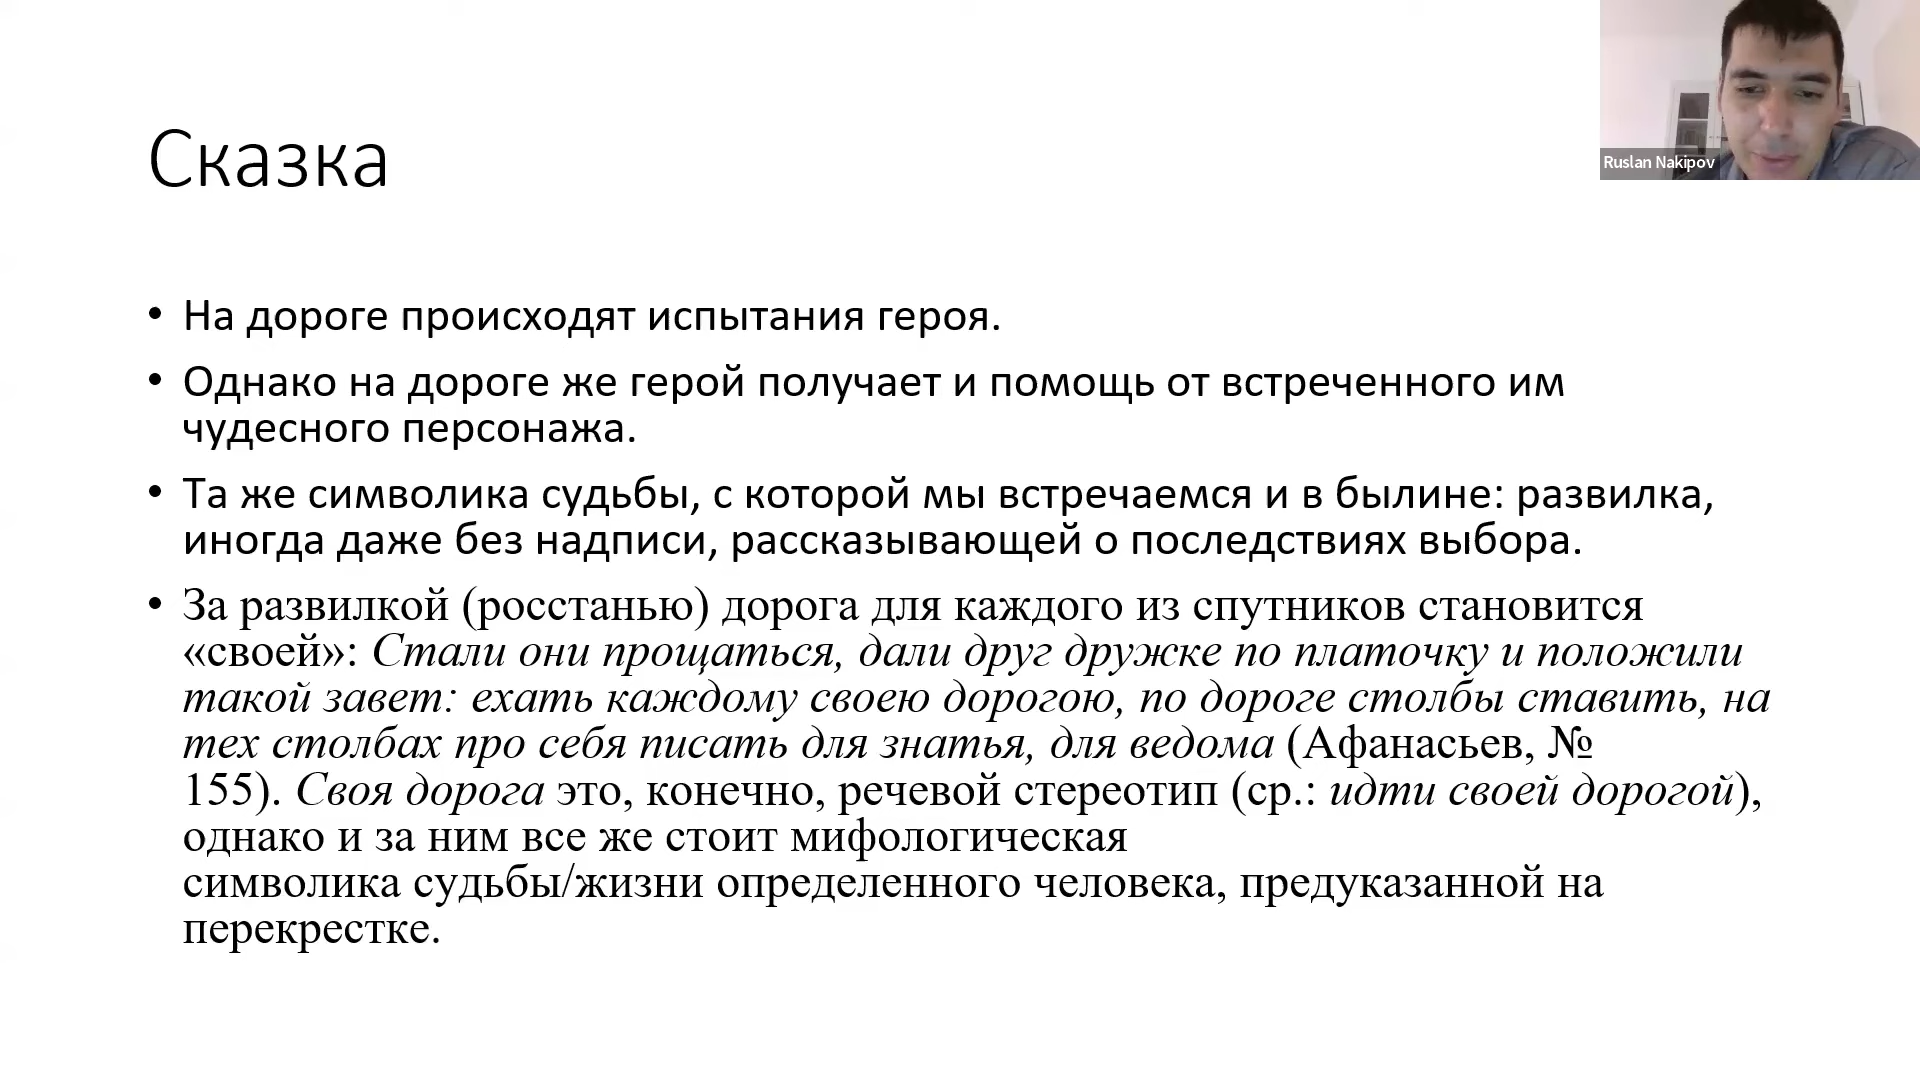 Ruslan Nakipov
Сказка
• На дороге происходят испытания героя.
• Однако на дороге же герой получает и помощь от встреченного им
чудесного персонажа.
• Та же символика судьбы, с которой мы встречаемся и в былине: развилка,
иногда даже без надписи, рассказывающей о последствиях выбора.
• За развилкой (росстанью) дорога для каждого из спутников становится
«своей»: Стали они прощаться, дали друг дружке по платочку и положили
такой завет: ехать каждому своею дорогою, по дороге столбы ставить, на
тех столбах про себя писать для знатья, для ведома (Афанасьев, №
155). Своя дорога это, конечно, речевой стереотип (ср.: идти своей дорогой),
однако и за ним все же стоит мифологическая
символика судьбы/жизни определенного человека, предуказанной на
перекрестке.